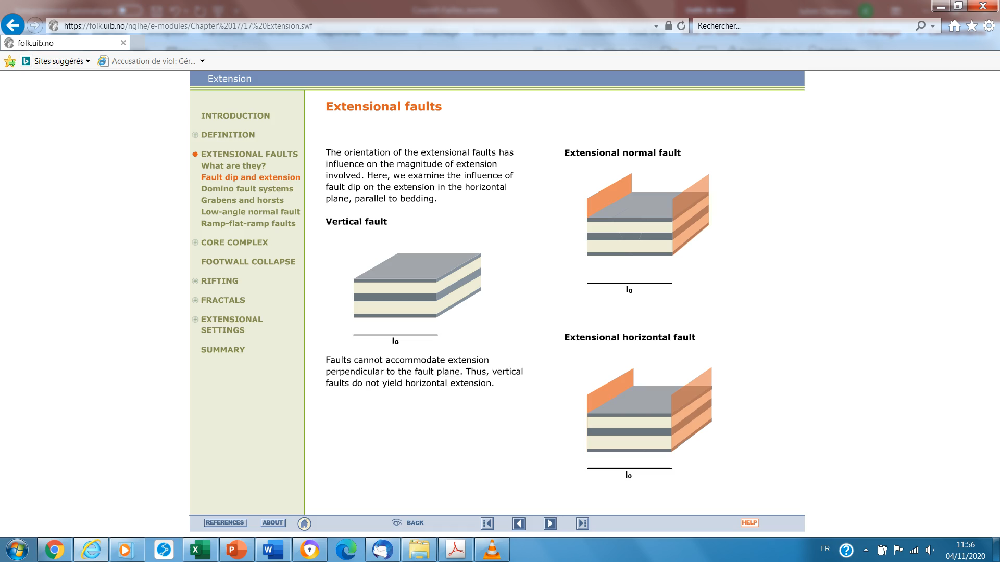 https://folk.uib.no/nglhe/e-modules/Chapter%2017/17%20Extension.swf
Rechercher...
folk.uib.no
Sites suggérés
Accusation de viol: Gér...
Extension
INTRODUCTION
DEFINITION
EXTENSIONAL FAULTS
What are they?
Fault dip and extension
Domino fault systems
Grabens and horsts
Low-angle normal fault
Ramp-flat-ramp faults
CORE COMPLEX
FOOTWALL COLLAPSE
RIFTING
FRACTALS
EXTENSIONAL
SETTINGS
SUMMARY
Extensional faults
The orientation of the extensional faults has
influence on the magnitude of extension
involved. Here, we examine the influence of
fault dip on the extension in the horizontal
plane, parallel to bedding.
Vertical fault
l₀
Faults cannot accommodate extension
perpendicular to the fault plane. Thus, vertical
faults do not yield horizontal extension.
Extensional normal fault
l₀
Extensional horizontal fault
l₀
REFERENCES
ABOUT
BACK
HELP
FR
11:56
04/11/2020